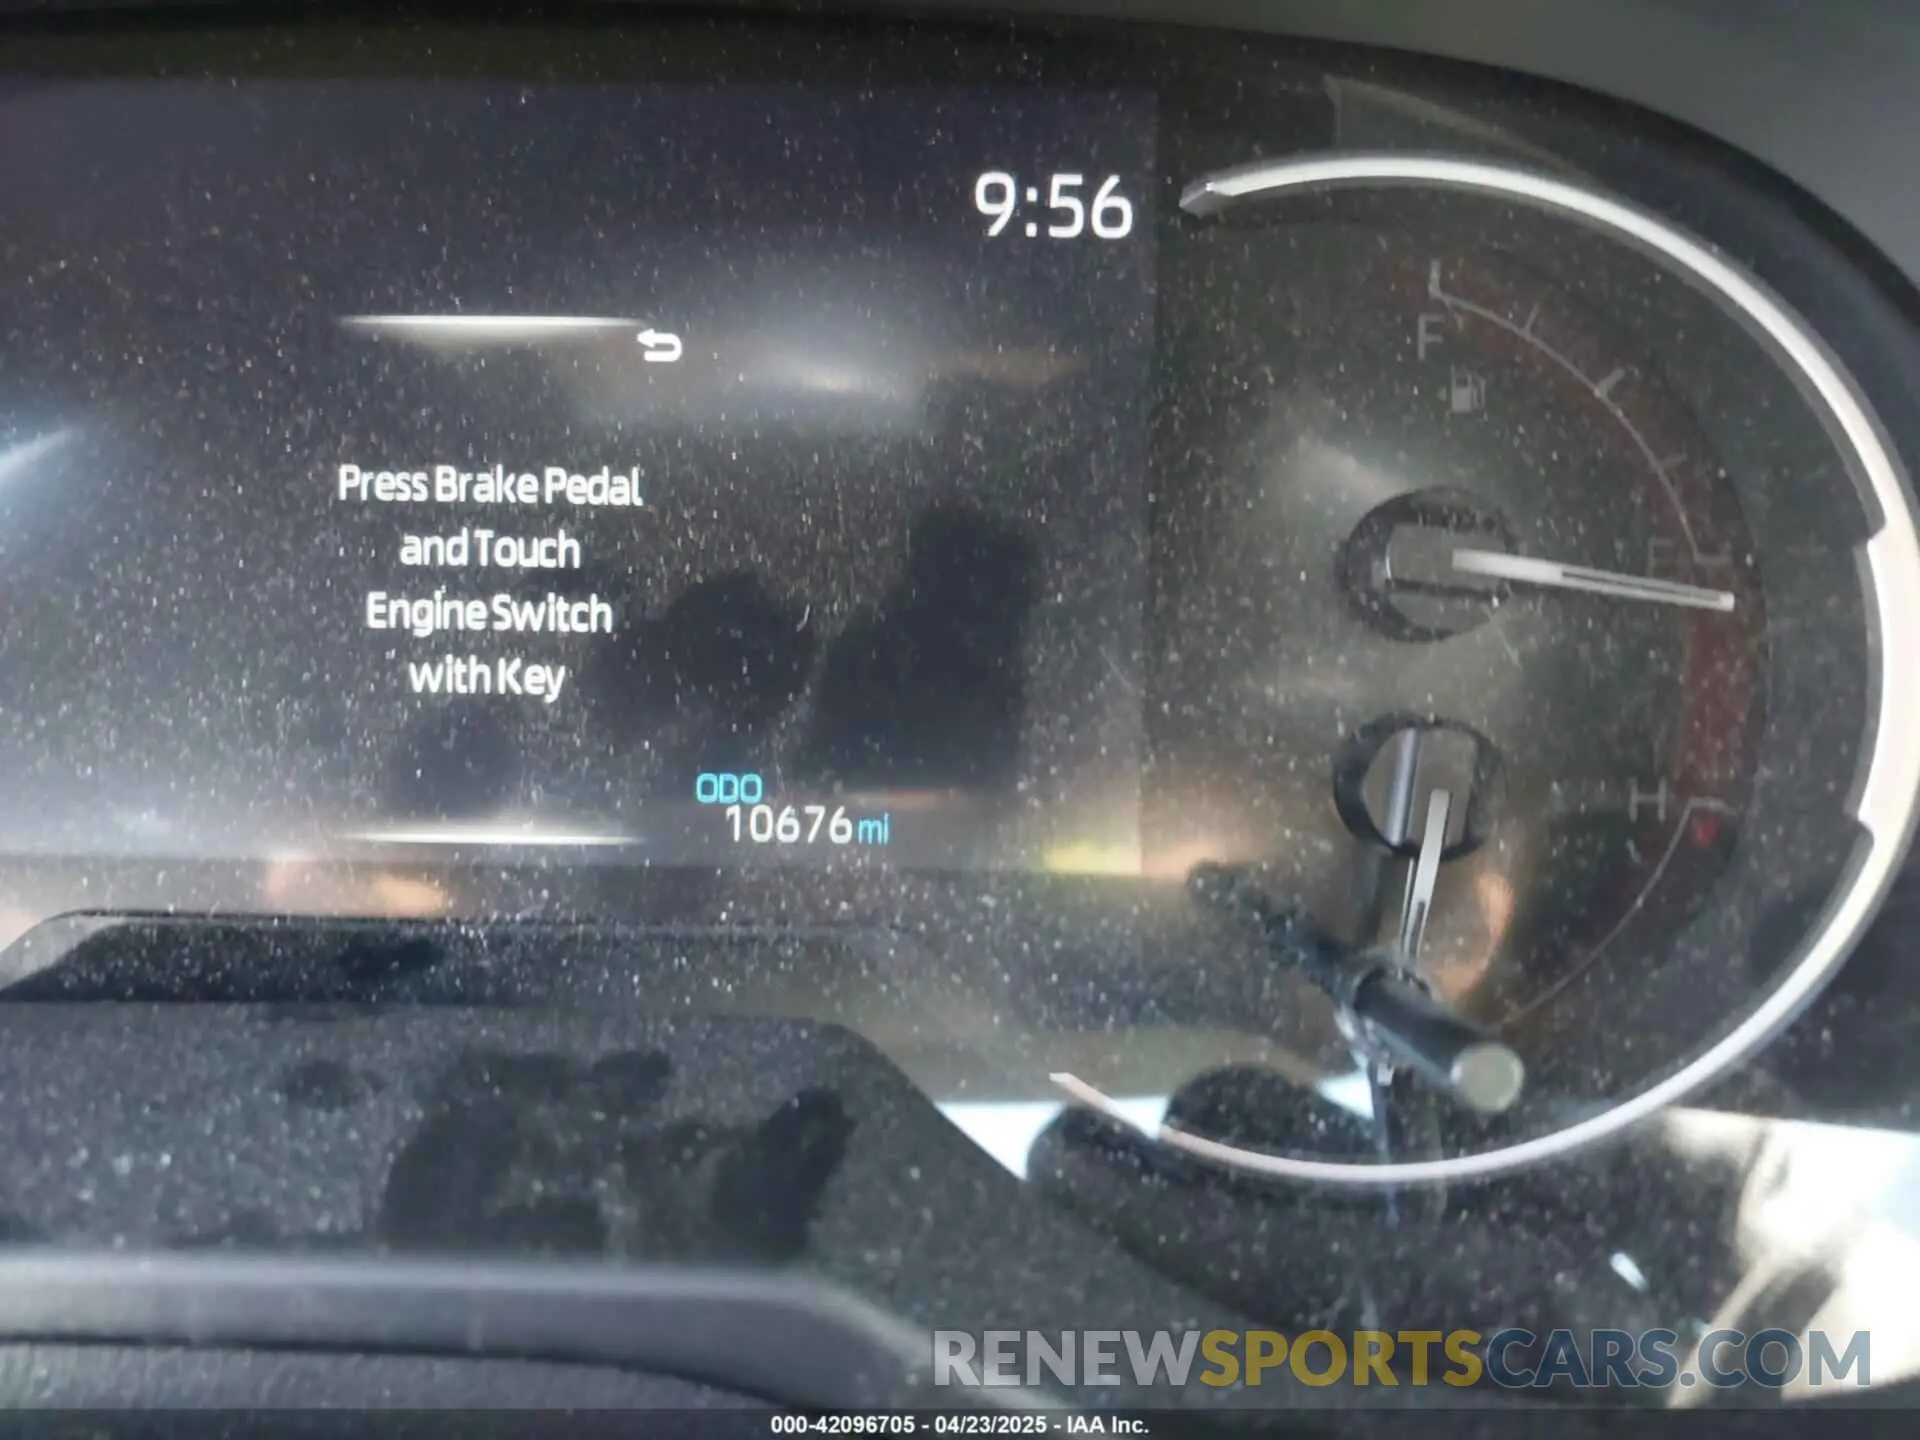 9:56
Press Brake Pedal
and Touch
Engine Switch
with Key
ODO
10676 mi
F
E
H
RENEWSPORTSCARS.COM
000-42096705 - 04/23/2025 - IAA Inc.